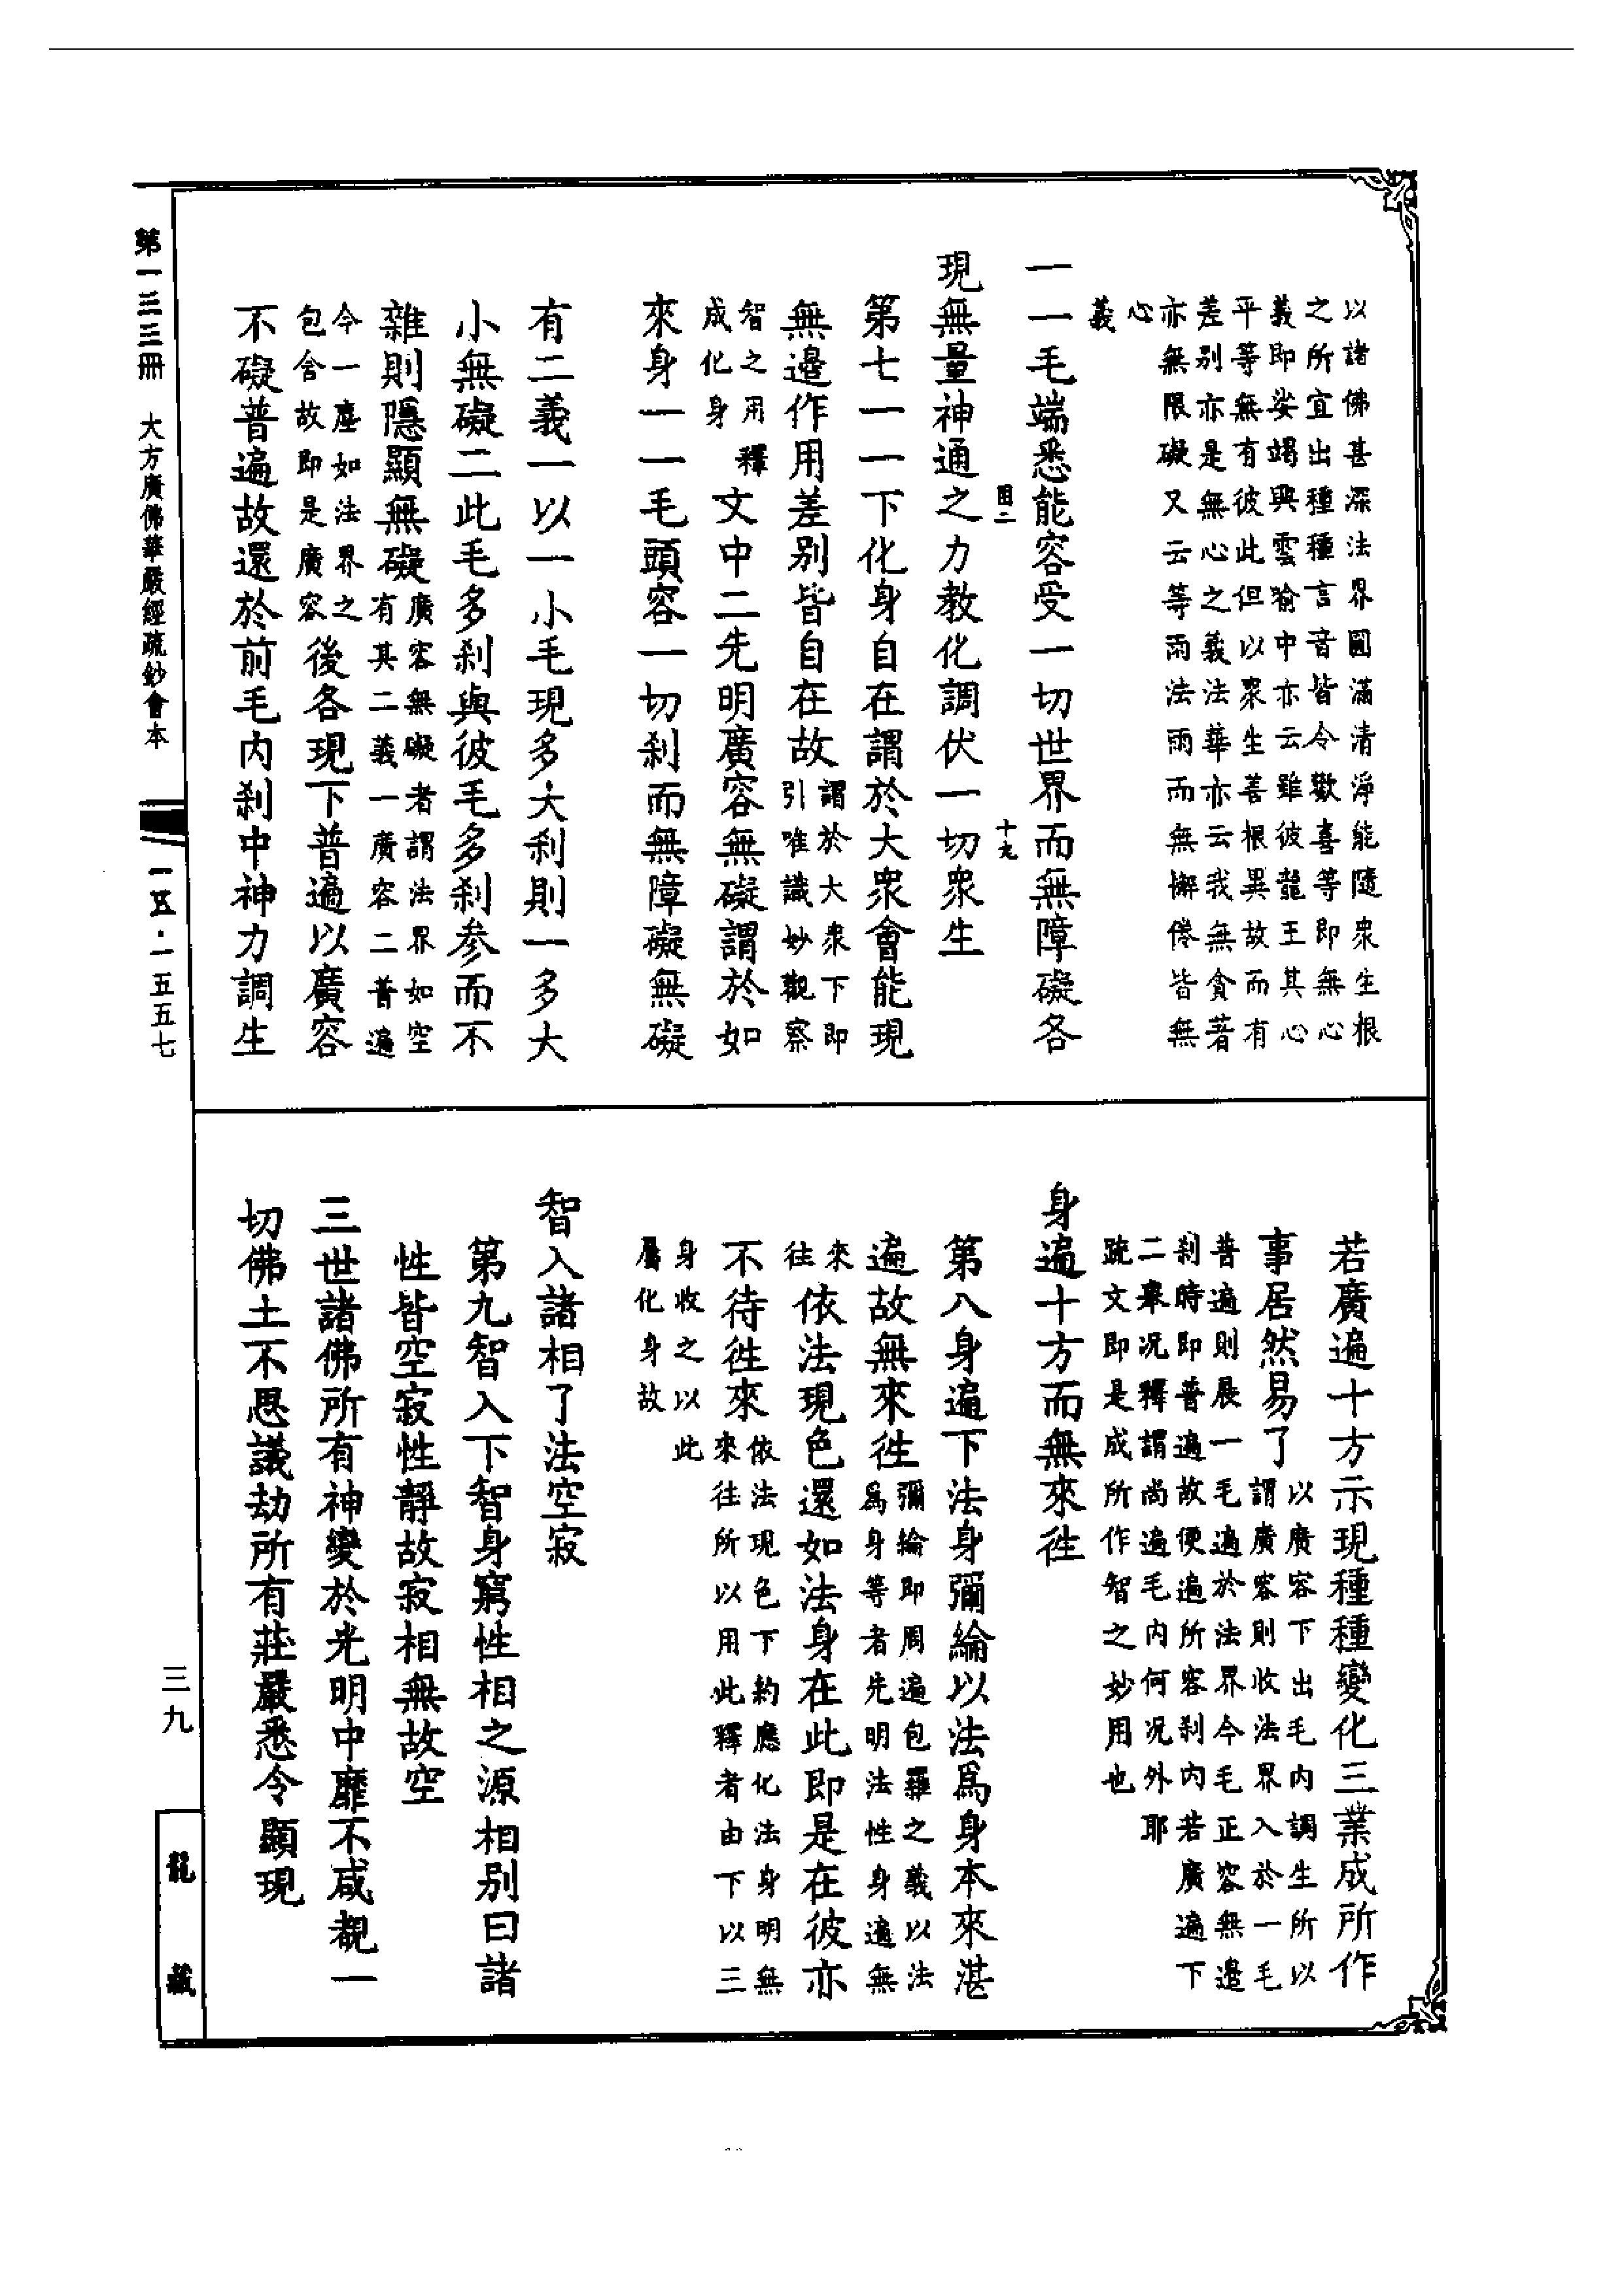 以諸佛甚深法界圓滿清淨能隨衆生根
之所宜出種種言音皆令歡喜等即無心
義即娑竭興雲喻中亦云雖彼龍王其心
平等無有彼此但以衆生善根異故而有
差別亦是無心之義法華亦云我無貪著
亦無限礙又云等雨法雨而無懈倦皆無
心
義
一一毛端悉能容受一切世界而無障礙各
十九
現無量神通之力教化調伏一切衆生
第七一一下化身自在謂於大衆會能現
無邊作用差別皆自在故謂於大衆下即
引唯識妙觀察
智之用
成化身
釋文中二先明廣容無礙謂於如
來身一一毛頭容一切刹而無障礙無礙
有二義一以一小毛現多大刹則一多大
小無礙二此毛多刹與彼毛多刹参而不
雜則隱顯無礙廣容無礙者謂法界如空
有其二義一廣容二普遍
今一塵如法界之
包含故即是廣容
後各現下普遍以廣容
不礙普遍故還於前毛内刹中神力調生
若廣遍十方示現種種變化三業成所作
事居然易了以廣容下出毛内調生所以
謂廣容則收法界入於一毛
普遍則展一毛遍於法界今毛正容無邊
刹時即普遍故便遍所容刹内若廣遍下
二舉况釋謂尚遍毛内何况外耶
疏文即是成所作智之妙用也
身遍十方而無來往
第八身遍下法身彌綸以法爲身本來湛
遍故無來往彌綸即周遍包羅之義以法
爲身等者先明法性身遍無
來
往
依法現色還如法身在此即是在彼亦
不待往來依法現色下約應化法身明無
來往所以用此釋者由下以三
身收之以此
屬化身故
智入諸相了法空寂
第九智入下智身窮性相之源相別曰諸
性皆空寂性靜故寂相無故空
三世諸佛所有神變於光明中靡不咸覩一
切佛土不思議劫所有莊嚴悉令顯現
第一三三冊　大方廣佛華嚴經疏鈔會本
一五·一五五七
三九
龍藏